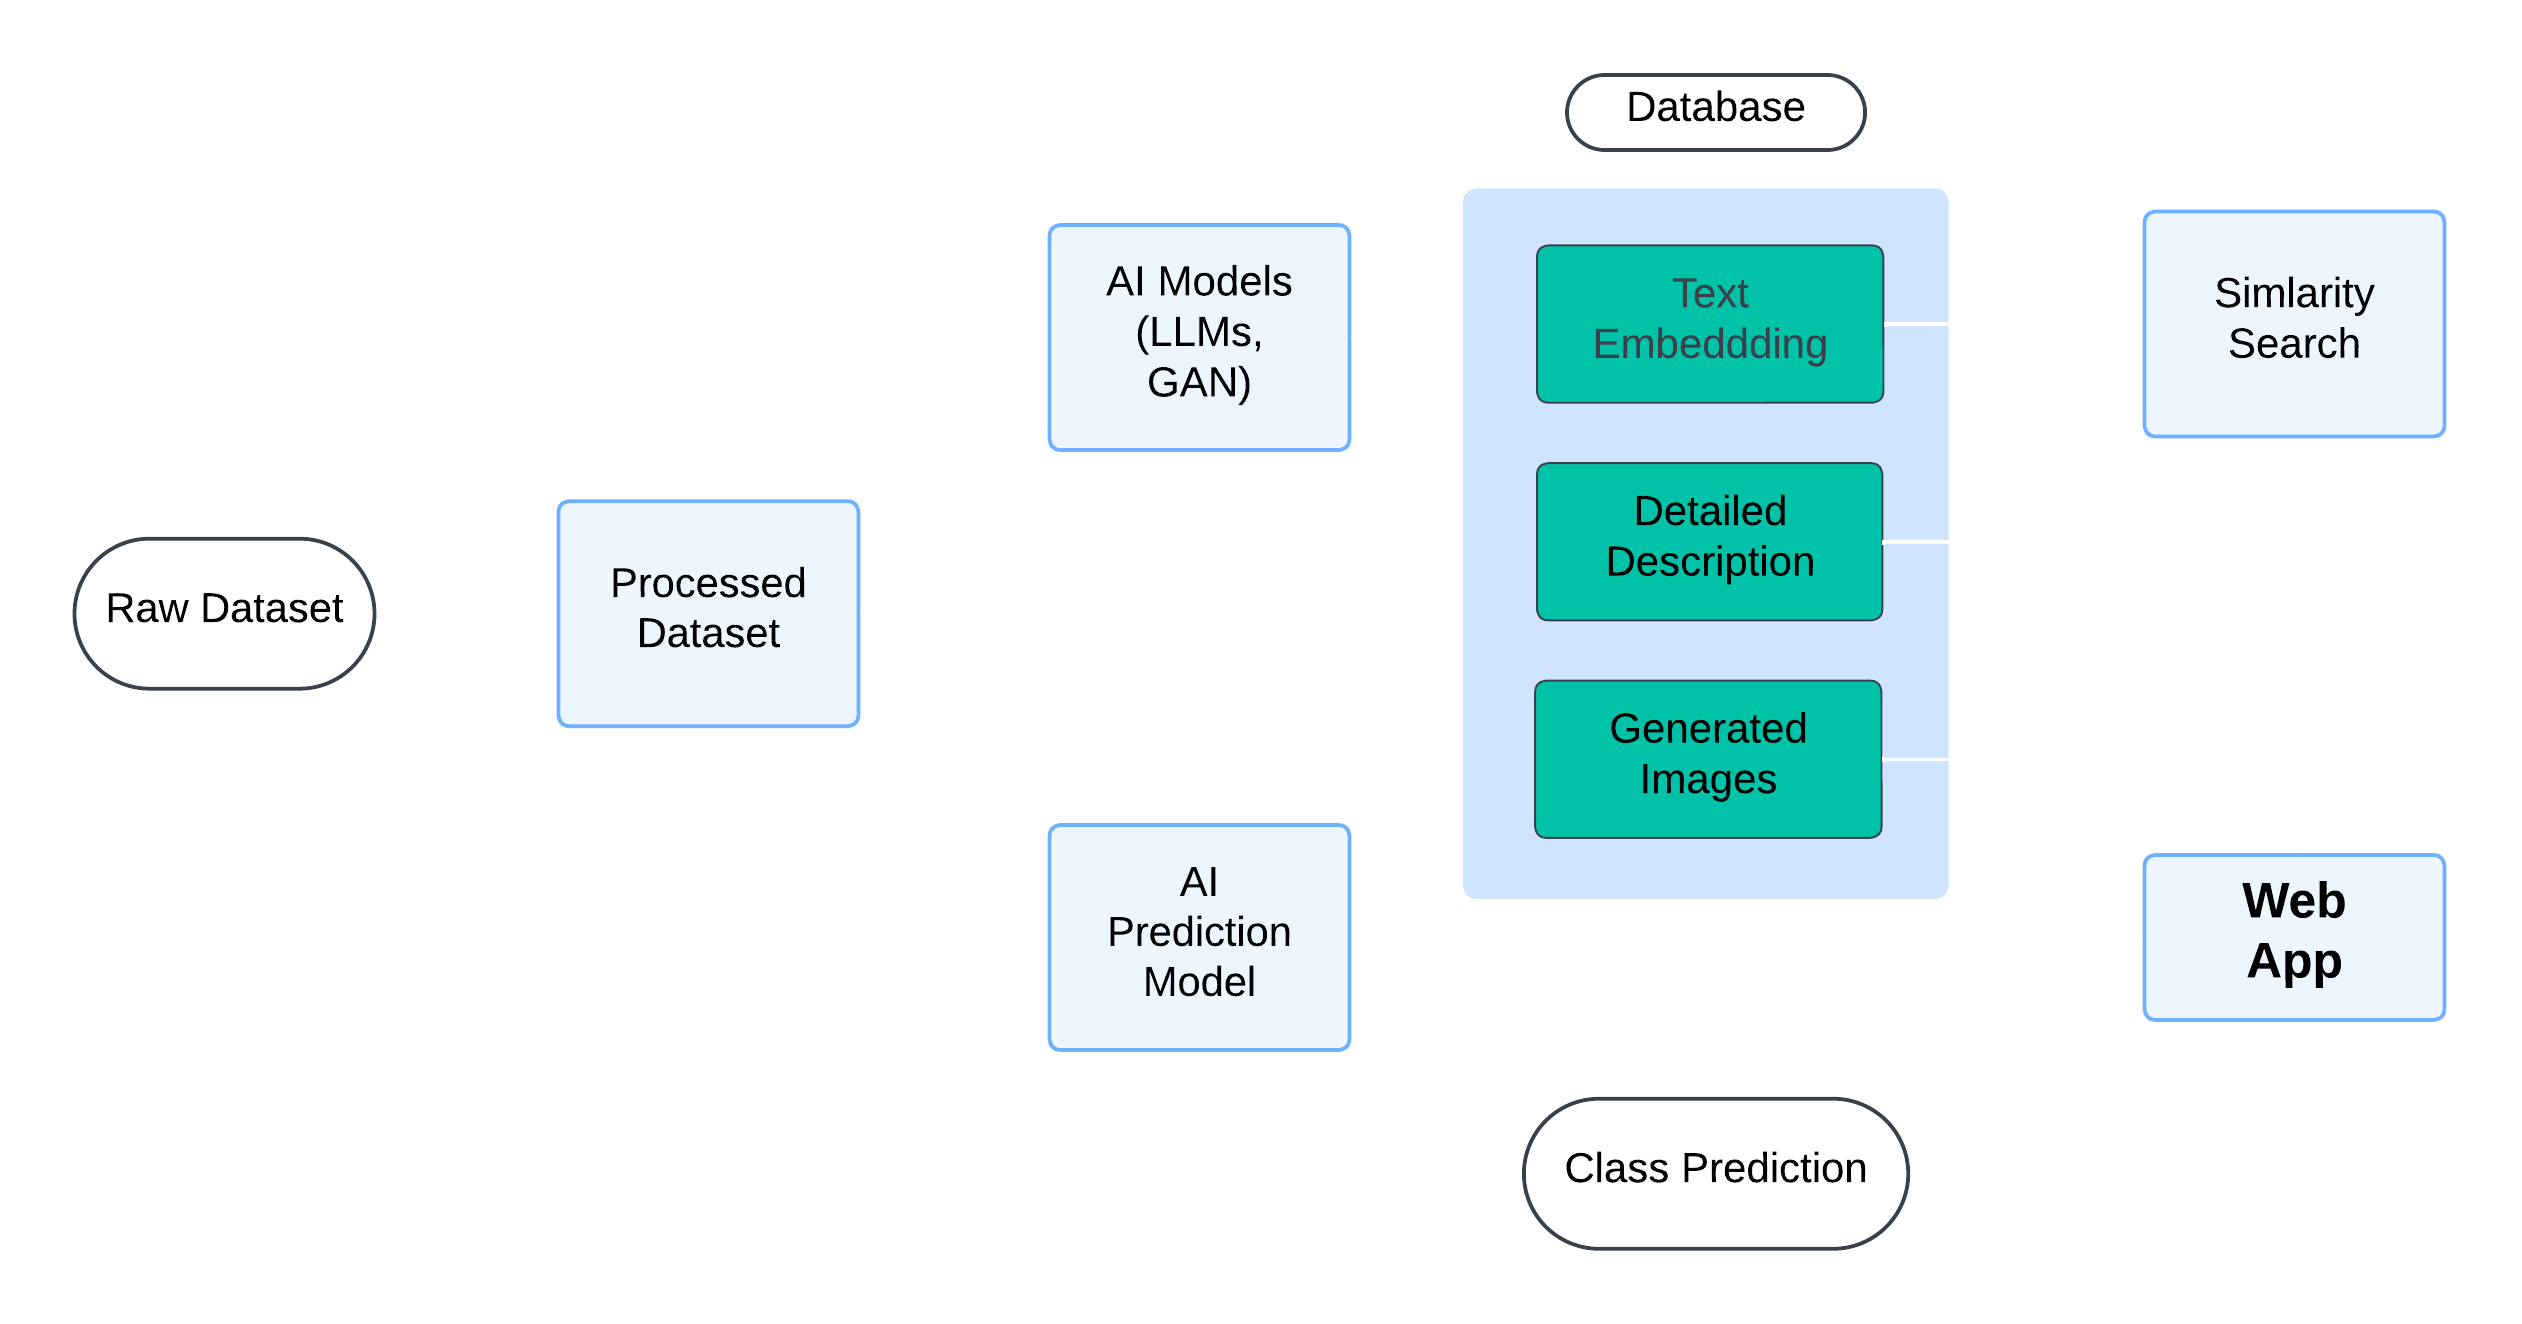 Database
AI Models
(LLMs,
GAN)
Text
Embeddding
Simlarity
Search
Detailed
Description
Raw Dataset
Processed
Dataset
Generated
Images
AI
Prediction
Model
Web
App
Class Prediction